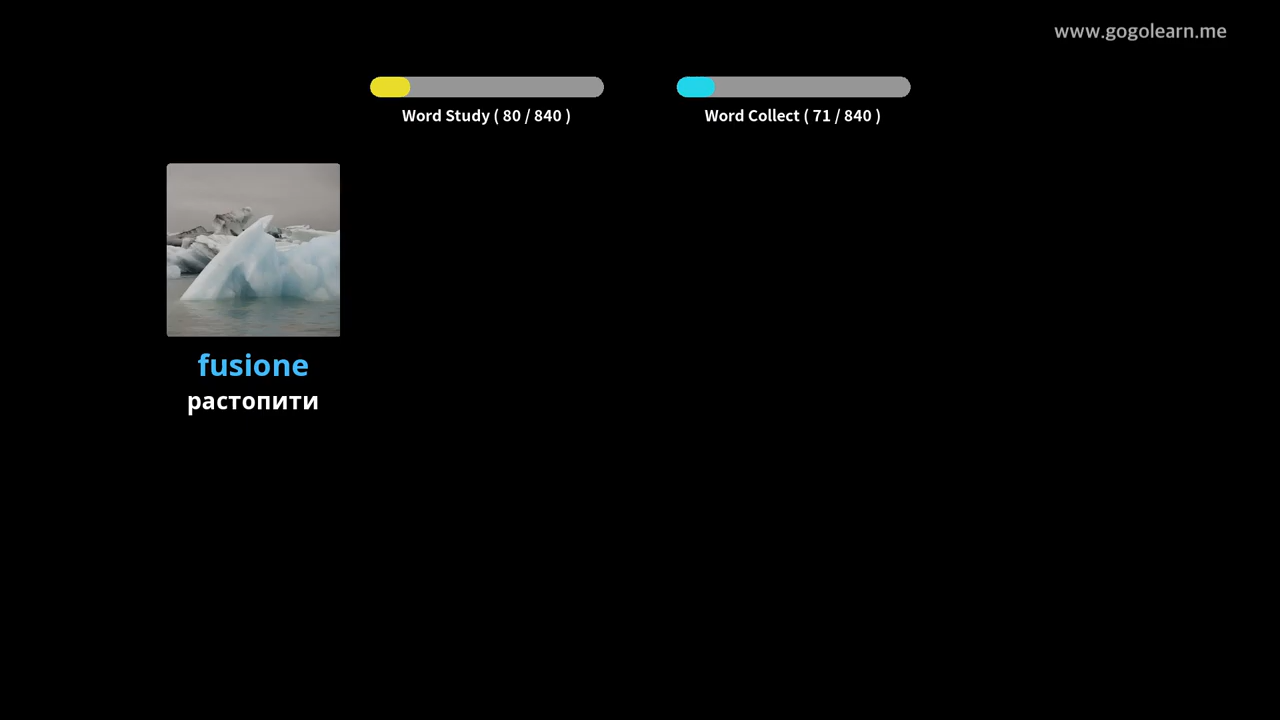 www.gogolearn.me
Word Study ( 80 / 840 )
Word Collect ( 71 / 840 )
fusione
растопити